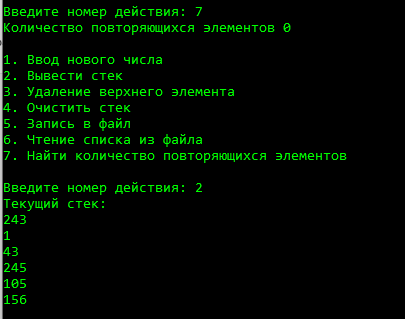 Введите номер действия: 7
Количество повторяющихся элементов 0
1. Ввод нового числа
2. Вывести стек
3. Удаление верхнего элемента
4. Очистить стек
5. Запись в файл
6. Чтение списка из файла
7. Найти количество повторяющихся элементов
Введите номер действия: 2
Текущий стек:
243
1
43
245
105
156